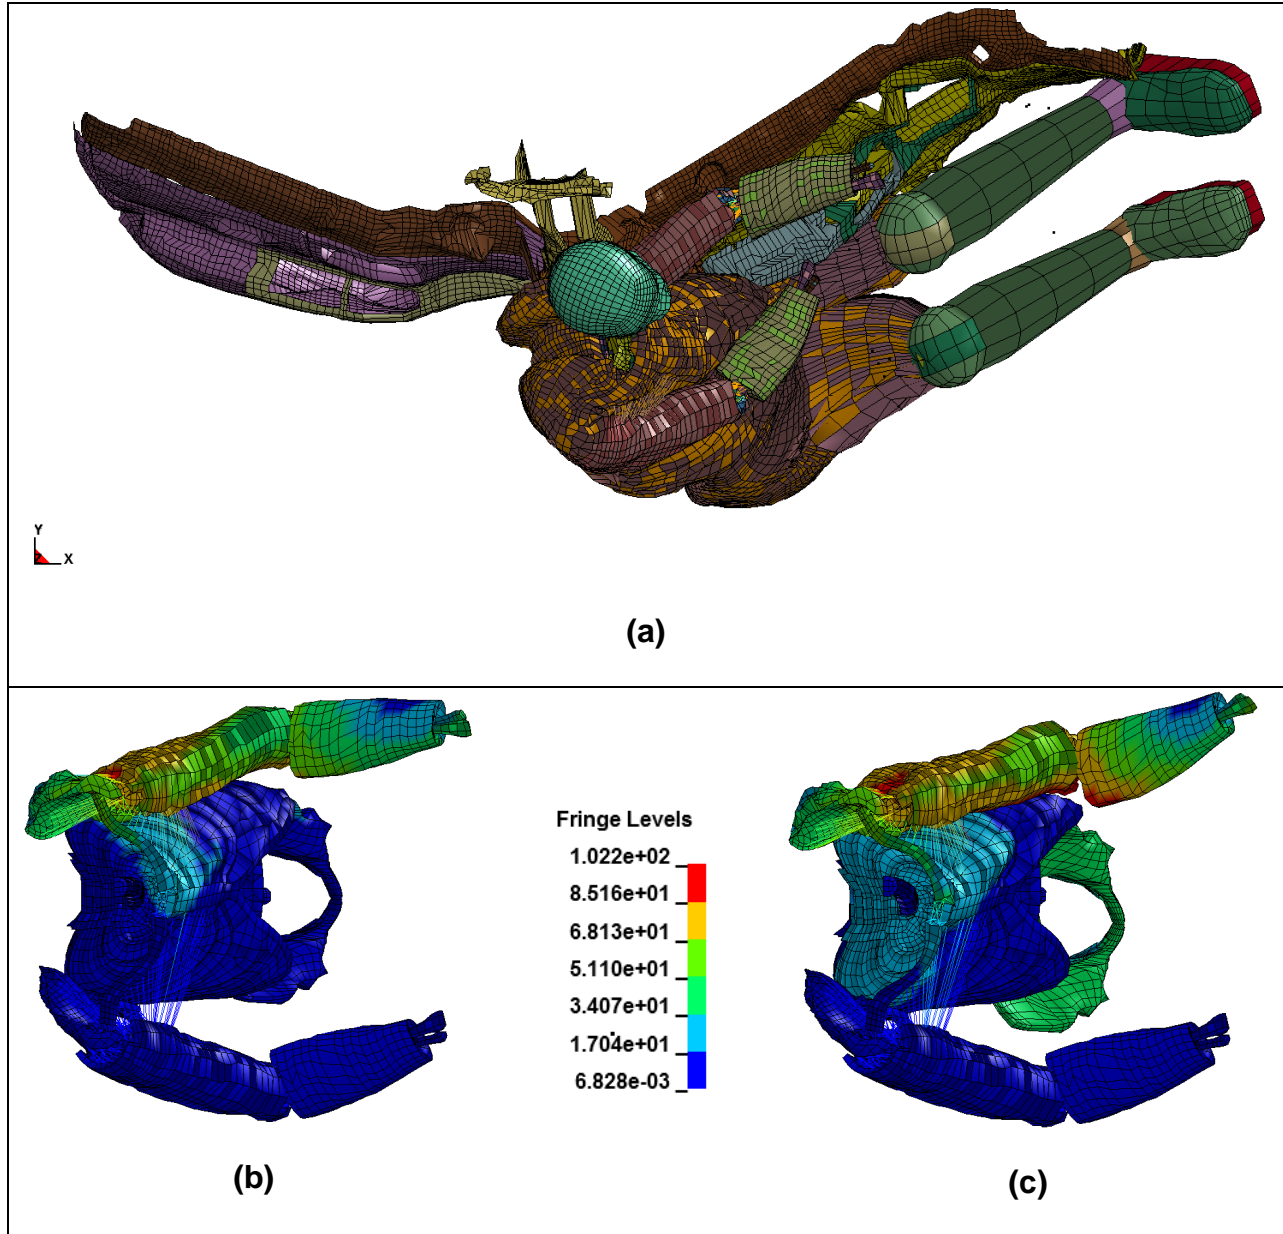 Y
Z X
(a)
Fringe Levels
1.022e+02
8.516e+01
6.813e+01
5.110e+01
3.407e+01
1.704e+01
6.828e-03
(b)
(c)